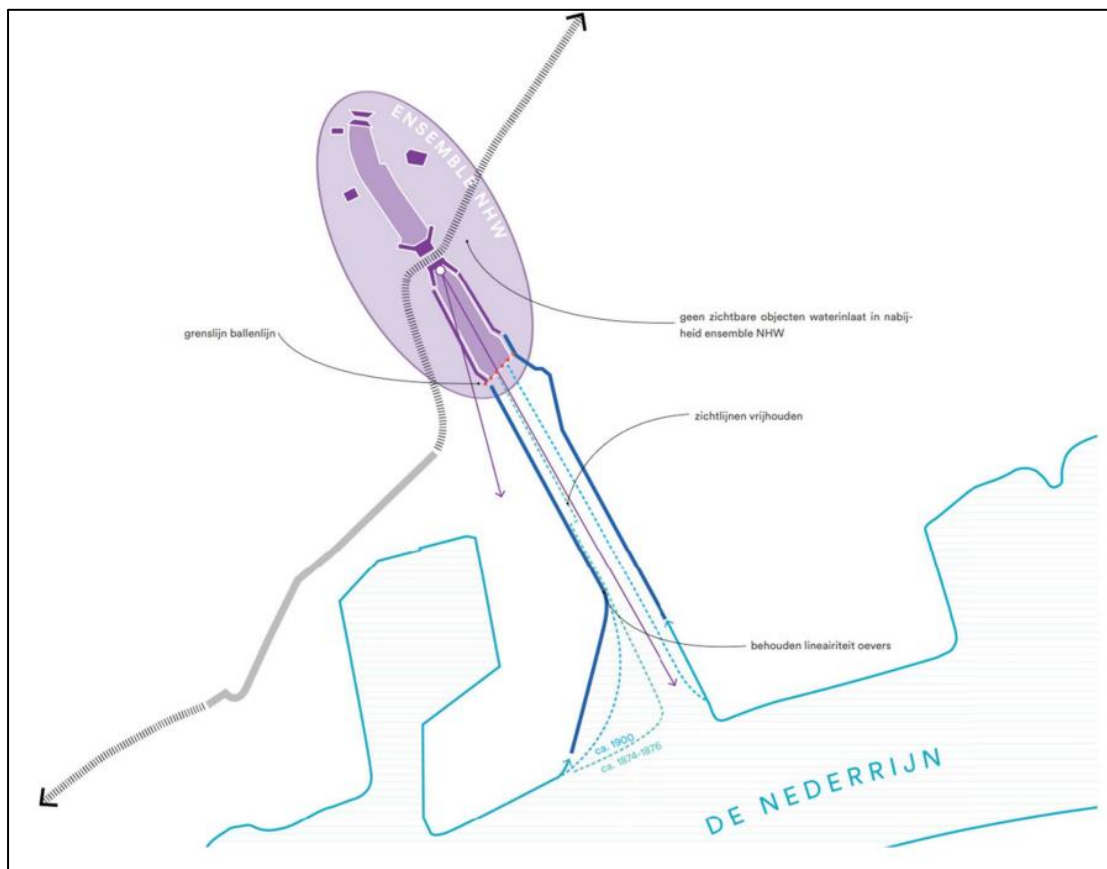 ENSEMBLE NHW
geen zichtbare objecten waterinlaat in nabij-
heid ensemble NHW
grenslijn ballenlijn
zichtlijnen vrijhouden
behouden lineairiteit oevers
ca. 1900
ca. 1874-1876
DE NEDERRIJN